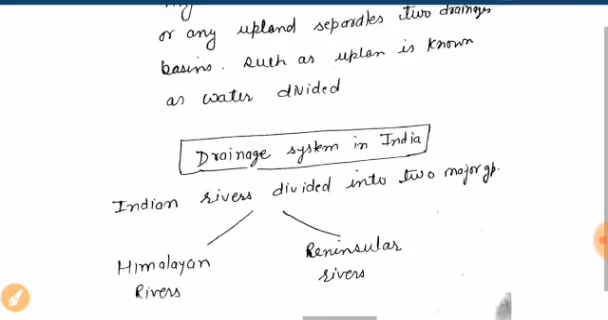 or any upland separates two drainage
basins. such as uplan is known
as water divided
Drainage system in India
Indian rivers divided into two major gp.
Himalayan
Rivers
Peninsular
rivers